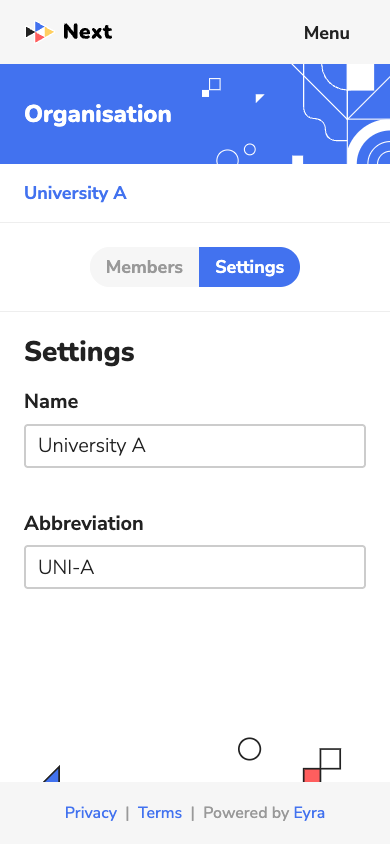 Next
Menu
Organisation
University A
Members
Settings
Settings
Name
University A
Abbreviation
UNI-A
Privacy | Terms | Powered by Eyra